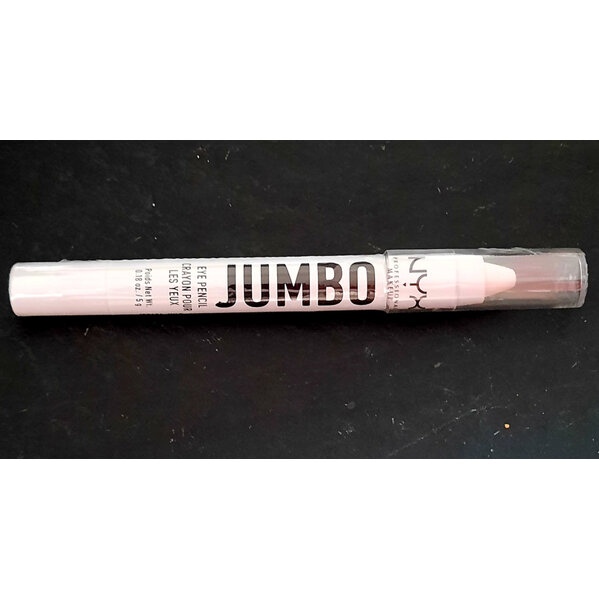 JUMBO
EYE PENCIL
CRAYON POUR
LES YEUX
Poids Net Wt.
0.18 oz. / 5 g
NYX
PROFESSIONAL
MAKEUP